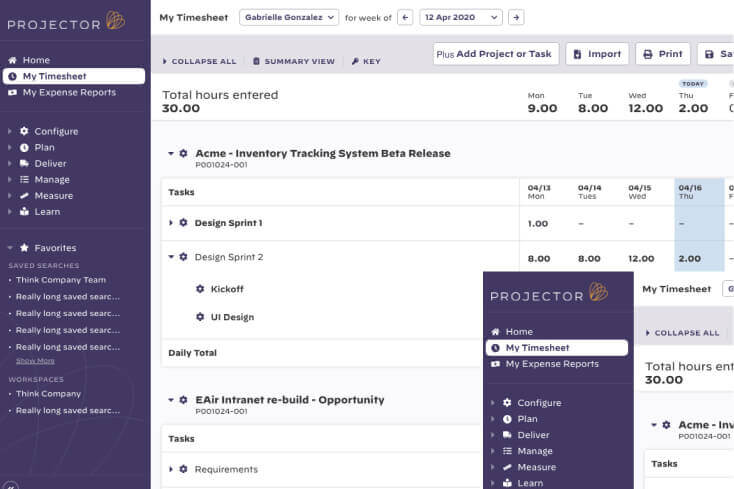 PROJECTOR
Home
My Timesheet
My Expense Reports
Configure
Plan
Deliver
Manage
Measure
Learn
Favorites
SAVED SEARCHES
Think Company Team
Really long saved searc...
Really long saved searc...
Really long saved searc...
Really long saved searc...
Show More
WORKSPACES
Think Company
Really long saved searc...
My Timesheet Gabrielle Gonzalez for week of 12 Apr 2020
Plus Add Project or Task Import Print
COLLAPSE ALL SUMMARY VIEW KEY
TODAY
Total hours entered Mon Tue Wed Thu
30.00 9.00 8.00 12.00 2.00
Acme - Inventory Tracking System Beta Release
P001024-001
Tasks 04/13 04/14 04/15 04/16
Mon Tues Wed Thu
Design Sprint 1 1.00 – – –
Design Sprint 2 8.00 8.00 12.00 2.00
Kickoff
UI Design
Daily Total
EAir Intranet re-build - Opportunity
P001024-001
Tasks
Requirements
PROJECTOR
Home
My Timesheet
My Expense Reports
Configure
Plan
Deliver
Manage
Measure
Learn
My Timesheet G
COLLAPSE ALL
Total hours ent
30.00
Acme - Inv
P001024-001
Tasks